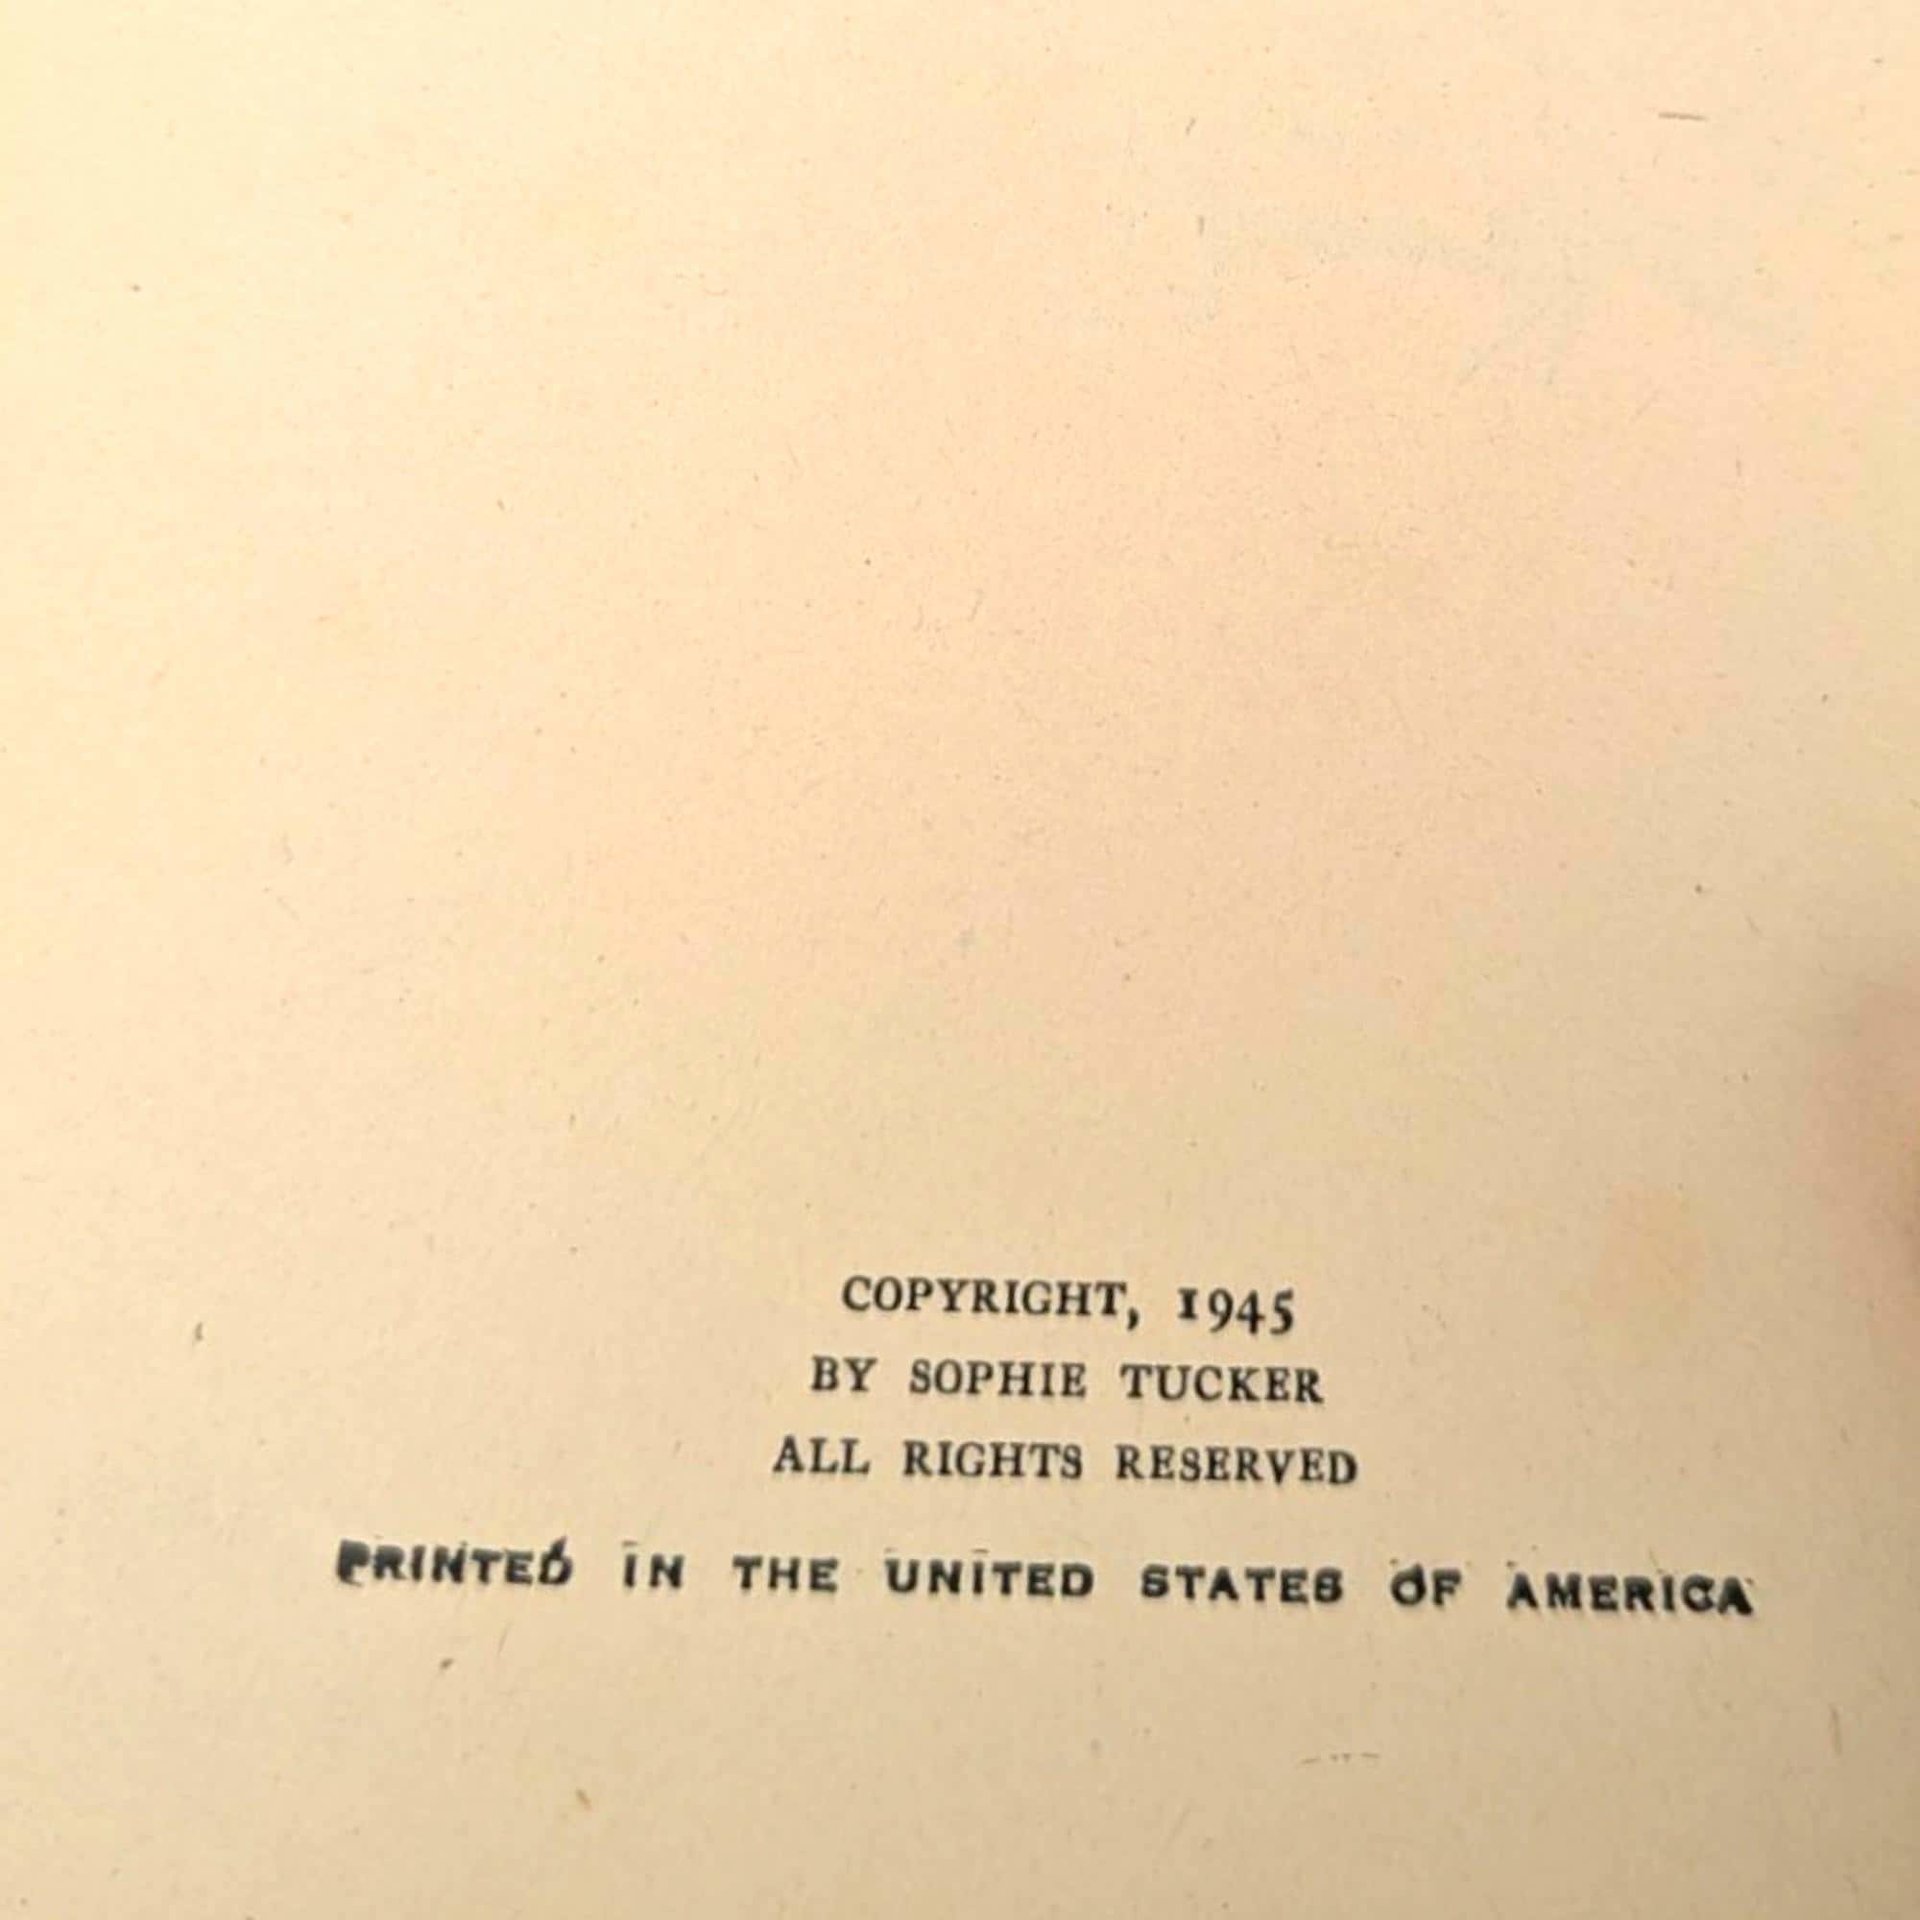 COPYRIGHT, 1945
BY SOPHIE TUCKER
ALL RIGHTS RESERVED
PRINTED IN THE UNITED STATES OF AMERICA